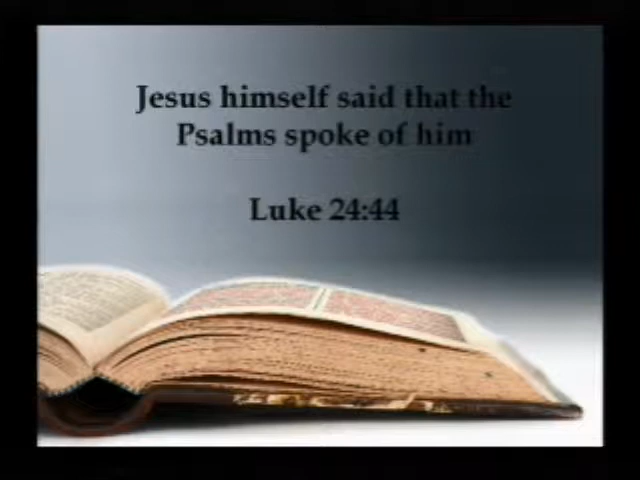 Jesus himself said that the
Psalms spoke of him
Luke 24:44